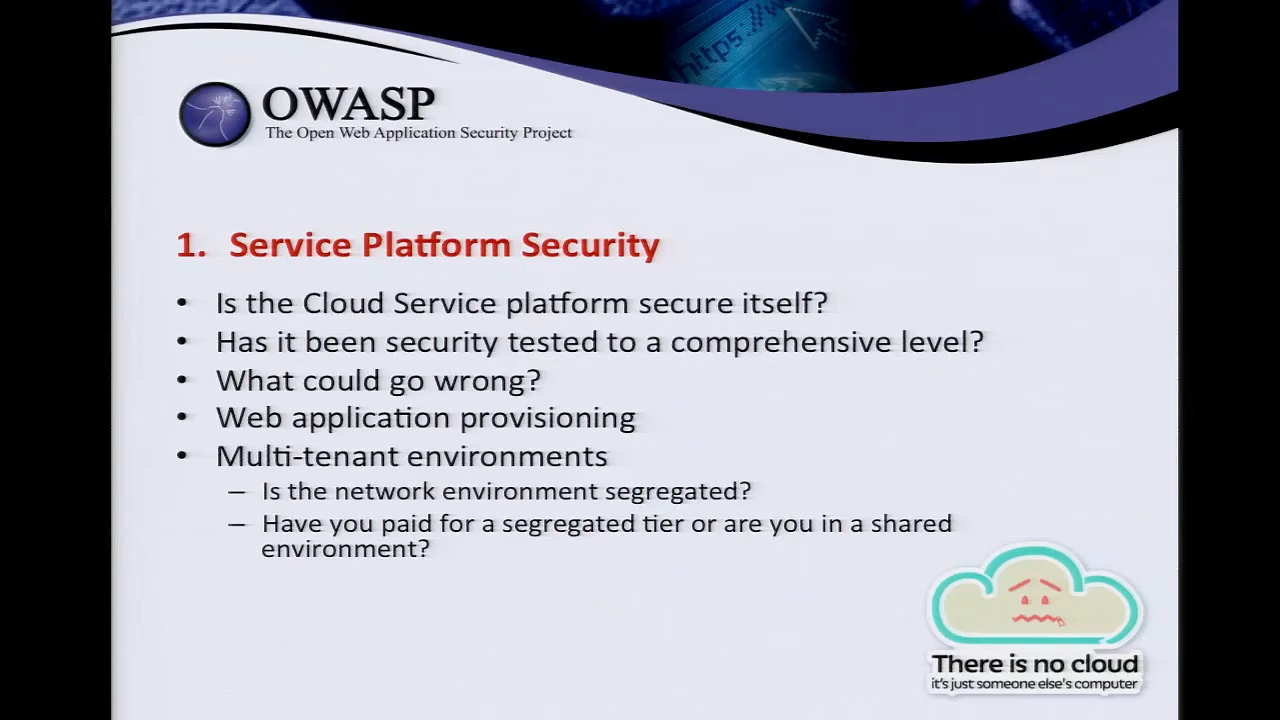 https://w
OWASP
The Open Web Application Security Project
1. Service Platform Security
• Is the Cloud Service platform secure itself?
• Has it been security tested to a comprehensive level?
• What could go wrong?
• Web application provisioning
• Multi-tenant environments
– Is the network environment segregated?
– Have you paid for a segregated tier or are you in a shared
environment?
There is no cloud
it's just someone else's computer